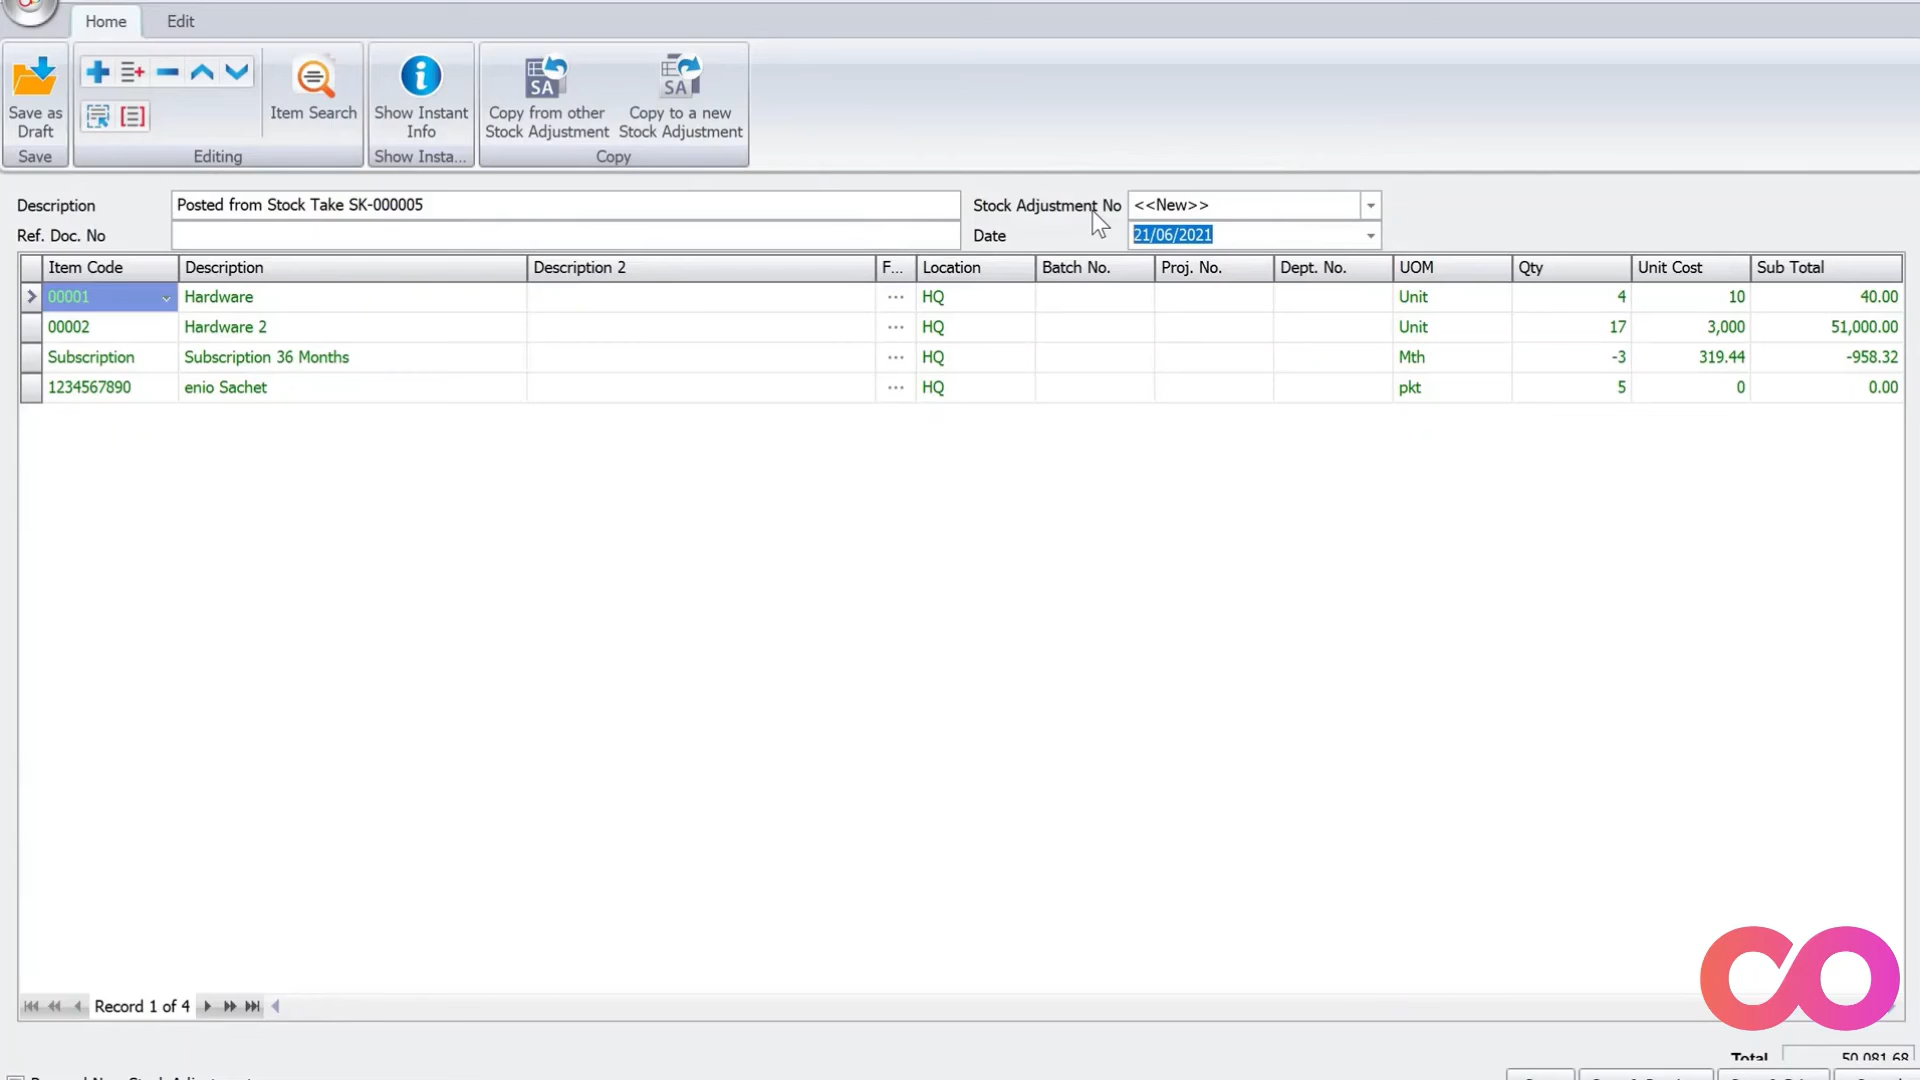 Home Edit
Save as Draft
Item Search
Show Instant Info
SA
Copy from other Stock Adjustment
SA
Copy to a new Stock Adjustment
Save Editing Show Insta... Copy
Description Posted from Stock Take SK-000005 Stock Adjustment No <<New>>
Ref. Doc. No Date 21/06/2021
Item Code Description Description 2 F... Location Batch No. Proj. No. Dept. No. UOM Qty Unit Cost Sub Total
00001 Hardware ... HQ Unit 4 10 40.00
00002 Hardware 2 ... HQ Unit 17 3,000 51,000.00
Subscription Subscription 36 Months ... HQ Mth -3 319.44 -958.32
1234567890 enio Sachet ... HQ pkt 5 0 0.00
Record 1 of 4
Total 50,081.68